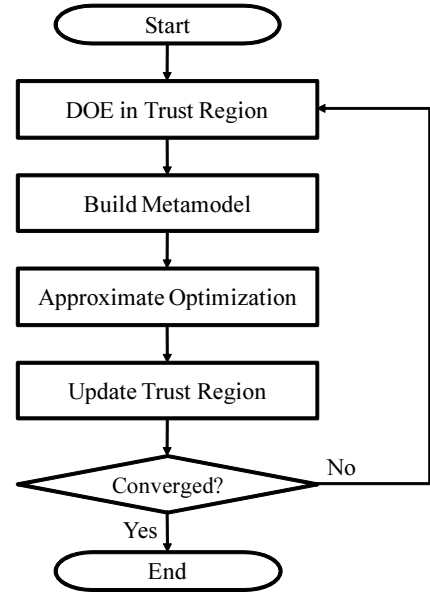 Start
DOE in Trust Region
Build Metamodel
Approximate Optimization
Update Trust Region
Converged?
No
Yes
End